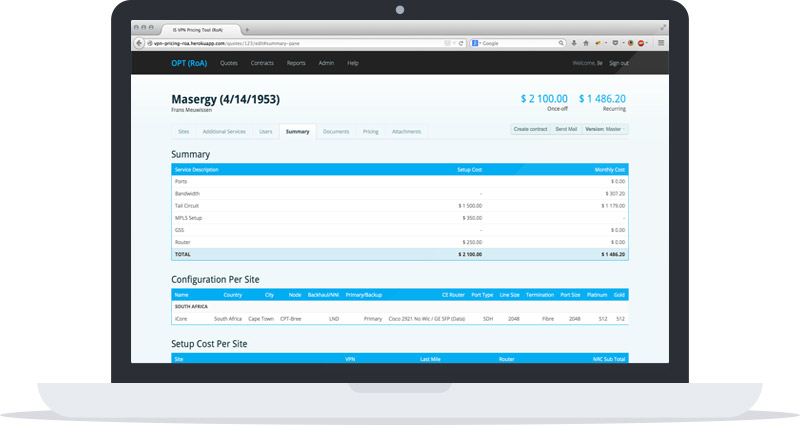 IS VPN Pricing Tool (RoA)
vpn-pricing-roa.herokuapp.com/quotes/123/edit#summary-pane
Google
OPT (RoA) Quotes Contracts Reports Admin Help
Welcome, Sign out
Masergy (4/14/1953)
Frans Meuwissen
$ 2 100.00 $ 1 486.20
Once-off Recurring
Sites Additional Services Users Summary Documents Pricing Attachments
Create contract Send Mail Version: Master
Summary
Service Description Setup Cost Monthly Cost
Ports $ 0.00
Bandwidth - $ 307.20
Tail Circuit $ 1 500.00 $ 1 179.00
MPLS Setup $ 350.00 -
GSS - $ 0.00
Router $ 250.00 $ 0.00
TOTAL $ 2 100.00 $ 1 486.20
Configuration Per Site
Name Country City Node Backhaul/NNI Primary/Backup CE Router Port Type Line Size Termination Port Size Platinum Gold
SOUTH AFRICA
iCore South Africa Cape Town CPT-Bree LND Primary Cisco 2921 No Wic / GE SFP (Data) SDH 2048 Fibre 2048 512 512
Setup Cost Per Site
Site VPN Last Mile Router NRC Sub Total